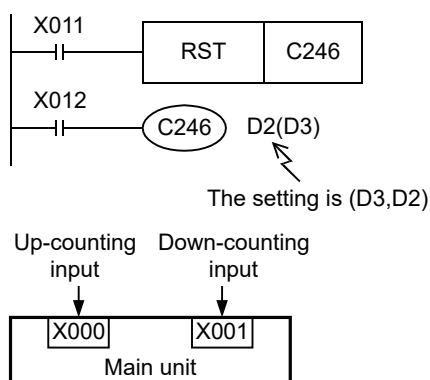 X011
RST C246
X012
C246 D2(D3)
The setting is (D3,D2)
Up-counting Down-counting
input input
X000 X001
Main unit